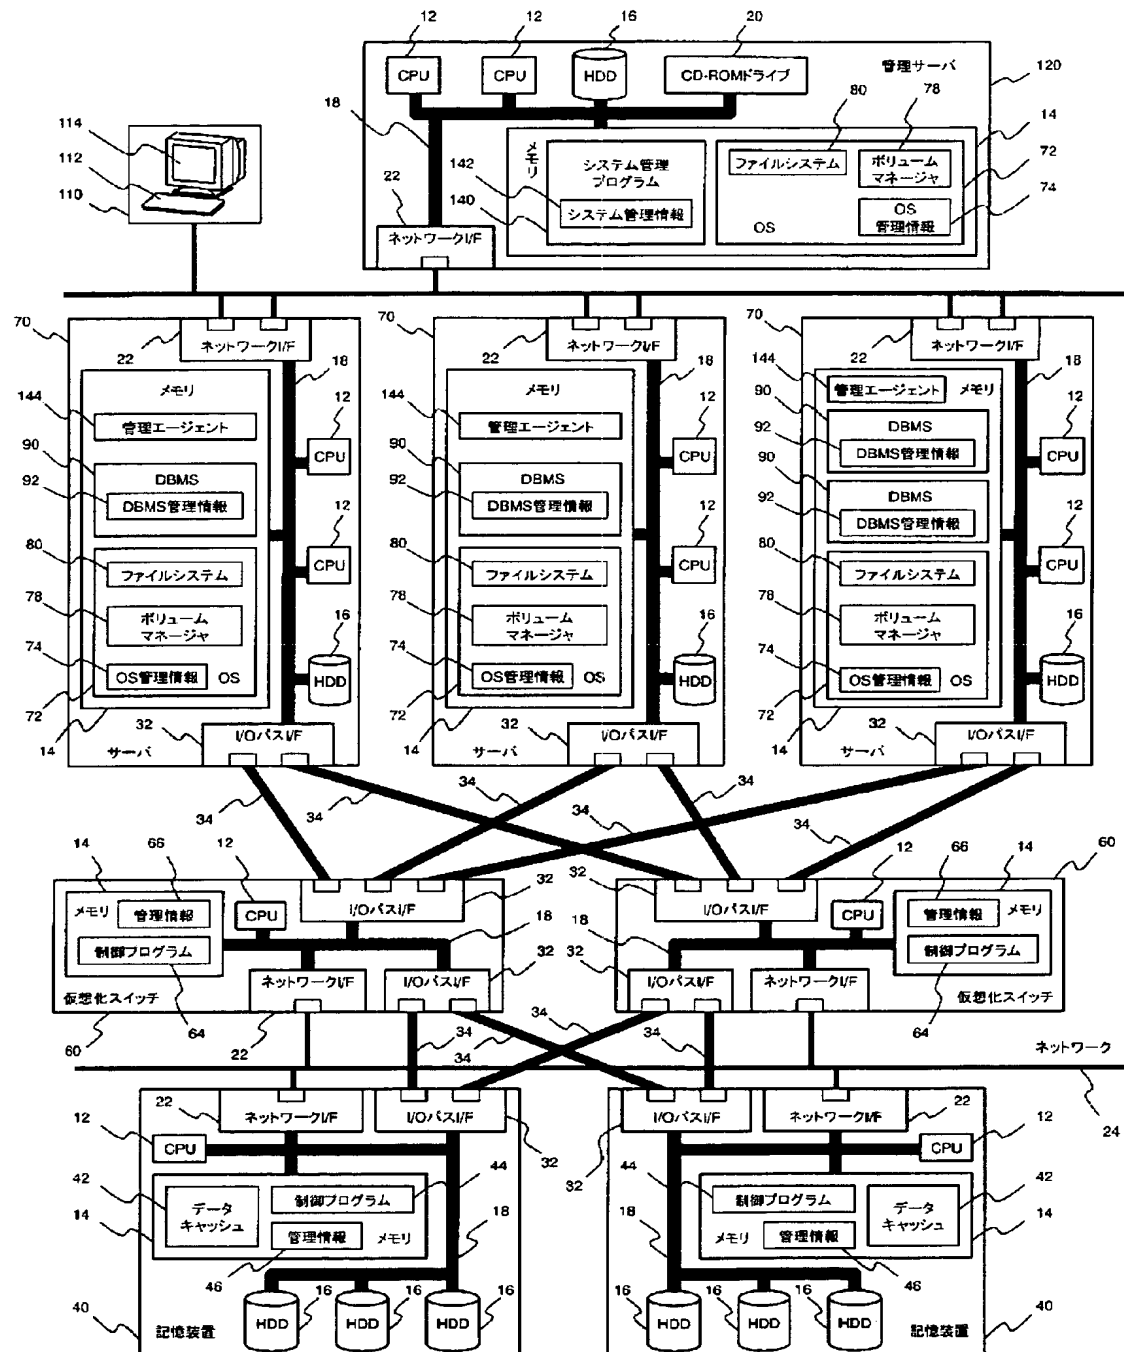 12
12
16
20
CPU
CPU
HDD
CD-ROMドライブ
管理サーバ
120
18
80
78
14
114
112
110
142
140
22
メモリ
システム管理
プログラム
システム管理情報
ファイルシステム
ボリューム
マネージャ
OS
管理情報
OS
72
74
ネットワークI/F
70
22
ネットワークI/F
18
メモリ
144
管理エージェント
12
CPU
90
DBMS
92
DBMS管理情報
12
CPU
80
ファイルシステム
78
ボリューム
マネージャ
16
HDD
74
OS管理情報
OS
72
14
32
I/OパスI/F
サーバ
70
22
ネットワークI/F
18
メモリ
144
管理エージェント
12
CPU
90
DBMS
92
DBMS管理情報
12
CPU
80
ファイルシステム
78
ボリューム
マネージャ
16
HDD
74
OS管理情報
OS
72
14
32
I/OパスI/F
サーバ
70
22
ネットワークI/F
18
144
管理エージェント
メモリ
12
CPU
90
DBMS
92
DBMS管理情報
90
DBMS
92
DBMS管理情報
12
CPU
80
ファイルシステム
78
ボリューム
マネージャ
16
HDD
74
OS管理情報
OS
72
14
32
I/OパスI/F
サーバ
34
34
34
34
34
34
14
66
12
メモリ
管理情報
CPU
制御プログラム
I/OパスI/F
32
18
32
ネットワークI/F
I/OパスI/F
仮想化スイッチ
60
64
22
32
I/OパスI/F
12
66
14
60
CPU
管理情報
メモリ
制御プログラム
18
32
I/OパスI/F
ネットワークI/F
仮想化スイッチ
64
22
34
34
34
34
ネットワーク
24
22
ネットワークI/F
I/OパスI/F
32
12
CPU
42
データ
キャッシュ
44
制御プログラム
14
管理情報
メモリ
46
18
16
16
16
HDD
HDD
HDD
40
記憶装置
I/OパスI/F
ネットワークI/F
22
32
12
CPU
44
制御プログラム
42
データ
キャッシュ
18
メモリ
管理情報
14
46
16
16
16
HDD
HDD
HDD
記憶装置
40